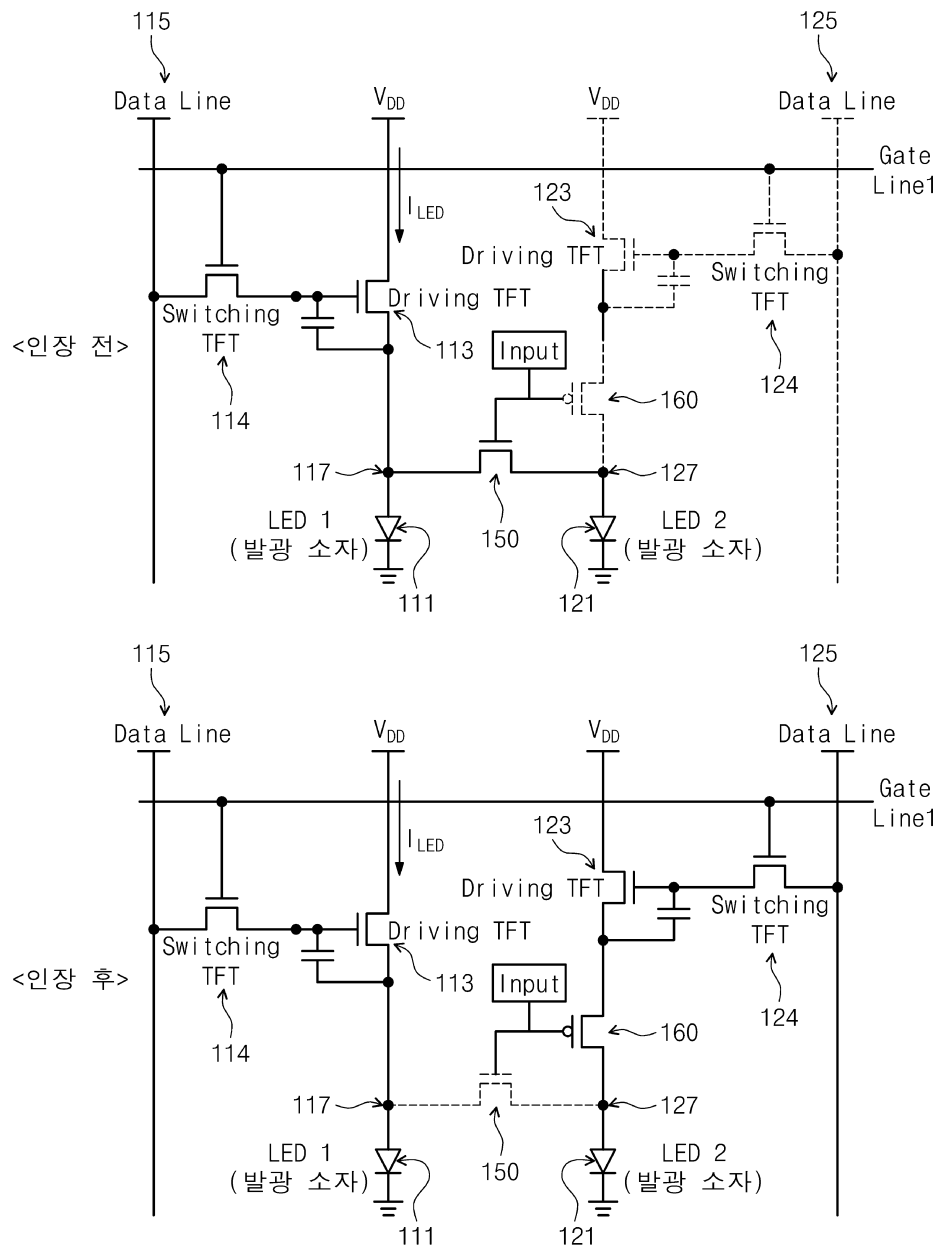 115
125
Data Line
VDD
VDD
Data Line
Gate
Line1
ILED
123
Driving TFT
Switching
TFT
Driving TFT
Switching
TFT
<인장 전>
113
Input
124
114
160
117
127
LED 1
(발광 소자)
150
LED 2
(발광 소자)
111
121
115
125
Data Line
VDD
VDD
Data Line
Gate
Line1
ILED
123
Driving TFT
Switching
TFT
Driving TFT
Switching
TFT
<인장 후>
113
Input
124
114
160
117
127
LED 1
(발광 소자)
150
LED 2
(발광 소자)
111
121